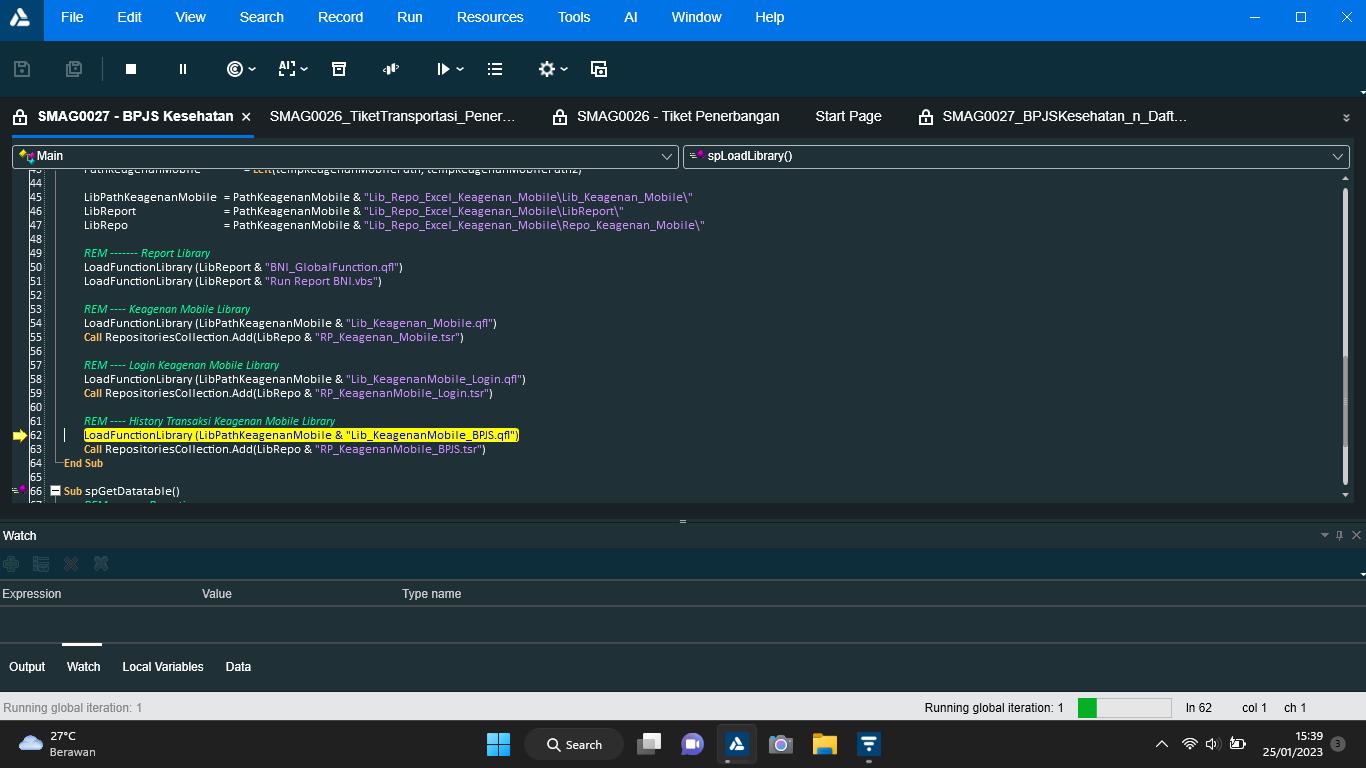 File Edit View Search Record Run Resources Tools AI Window Help
SMAG0027 - BPJS Kesehatan SMAG0026_TiketTransportasi_Pener... SMAG0026 - Tiket Penerbangan Start Page SMAG0027_BPJSKesehatan_n_Daft...
Main spLoadLibrary()
44
45 LibPathKeagenanMobile = PathKeagenanMobile & "Lib_Repo_Excel_Keagenan_Mobile\Lib_Keagenan_Mobile\"
46 LibReport = PathKeagenanMobile & "Lib_Repo_Excel_Keagenan_Mobile\LibReport\"
47 LibRepo = PathKeagenanMobile & "Lib_Repo_Excel_Keagenan_Mobile\Repo_Keagenan_Mobile\"
48
49 REM ------- Report Library
50 LoadFunctionLibrary (LibReport & "BNI_GlobalFunction.qfl")
51 LoadFunctionLibrary (LibReport & "Run Report BNI.vbs")
52
53 REM ---- Keagenan Mobile Library
54 LoadFunctionLibrary (LibPathKeagenanMobile & "Lib_Keagenan_Mobile.qfl")
55 Call RepositoriesCollection.Add(LibRepo & "RP_Keagenan_Mobile.tsr")
56
57 REM ---- Login Keagenan Mobile Library
58 LoadFunctionLibrary (LibPathKeagenanMobile & "Lib_KeagenanMobile_Login.qfl")
59 Call RepositoriesCollection.Add(LibRepo & "RP_KeagenanMobile_Login.tsr")
60
61 REM ---- History Transaksi Keagenan Mobile Library
62 LoadFunctionLibrary (LibPathKeagenanMobile & "Lib_KeagenanMobile_BPJS.qfl")
63 Call RepositoriesCollection.Add(LibRepo & "RP_KeagenanMobile_BPJS.tsr")
64 End Sub
65
66 Sub spGetDatatable()
Watch
Expression Value Type name
Output Watch Local Variables Data
Running global iteration: 1 Running global iteration: 1 ln 62 col 1 ch 1
27°C
Berawan
Search
15:39
25/01/2023
3